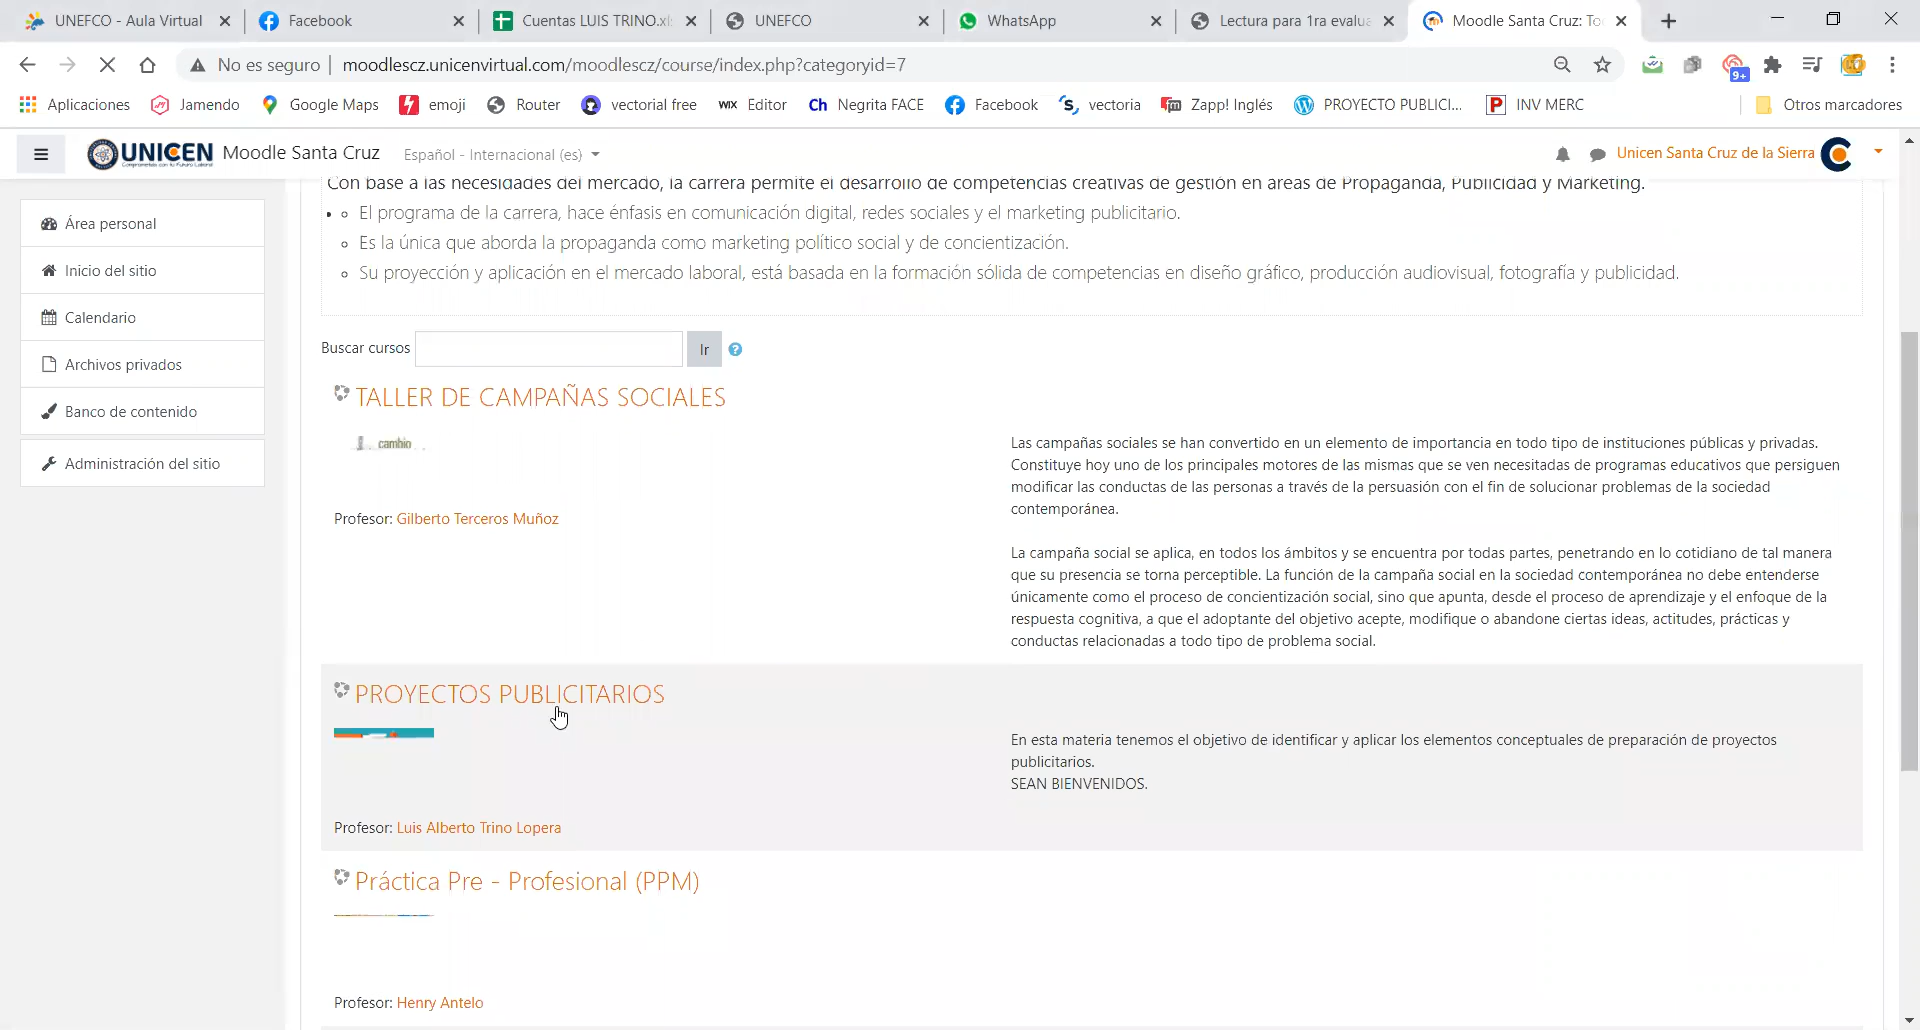 UNEFCO - Aula Virtual
Facebook
Cuentas LUIS TRINO.xl
UNEFCO
WhatsApp
Lectura para 1ra evalua
Moodle Santa Cruz: To
No es seguro
moodlescz.unicenvirtual.com/moodlescz/course/index.php?categoryid=7
9+
Aplicaciones
Jamendo
Google Maps
emoji
Router
vectorial free
WIX Editor
Ch Negrita FACE
Facebook
vectoria
Zapp! Inglés
PROYECTO PUBLICI...
INV MERC
Otros marcadores
UNICEN
Moodle Santa Cruz
Español - Internacional (es)
Unicen Santa Cruz de la Sierra
Área personal
Inicio del sitio
Calendario
Archivos privados
Banco de contenido
Administración del sitio
Con base a las necesidades del mercado, la carrera permite el desarrollo de competencias creativas de gestión en áreas de Propaganda, Publicidad y Marketing.
El programa de la carrera, hace énfasis en comunicación digital, redes sociales y el marketing publicitario.
Es la única que aborda la propaganda como marketing político social y de concientización.
Su proyección y aplicación en el mercado laboral, está basada en la formación sólida de competencias en diseño gráfico, producción audiovisual, fotografía y publicidad.
Buscar cursos
Ir
TALLER DE CAMPAÑAS SOCIALES
cambio
Profesor: Gilberto Terceros Muñoz
Las campañas sociales se han convertido en un elemento de importancia en todo tipo de instituciones públicas y privadas.
Constituye hoy uno de los principales motores de las mismas que se ven necesitadas de programas educativos que persiguen
modificar las conductas de las personas a través de la persuasión con el fin de solucionar problemas de la sociedad
contemporánea.
La campaña social se aplica, en todos los ámbitos y se encuentra por todas partes, penetrando en lo cotidiano de tal manera
que su presencia se torna perceptible. La función de la campaña social en la sociedad contemporánea no debe entenderse
únicamente como el proceso de concientización social, sino que apunta, desde el proceso de aprendizaje y el enfoque de la
respuesta cognitiva, a que el adoptante del objetivo acepte, modifique o abandone ciertas ideas, actitudes, prácticas y
conductas relacionadas a todo tipo de problema social.
PROYECTOS PUBLICITARIOS
En esta materia tenemos el objetivo de identificar y aplicar los elementos conceptuales de preparación de proyectos
publicitarios.
SEAN BIENVENIDOS.
Profesor: Luis Alberto Trino Lopera
Práctica Pre - Profesional (PPM)
Profesor: Henry Antelo